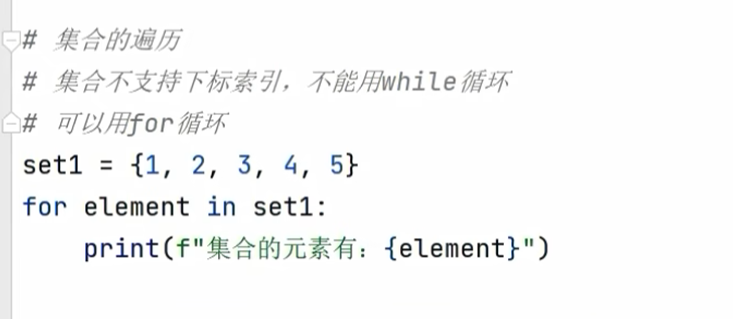 # 集合的遍历
# 集合不支持下标索引，不能用while循环
# 可以用for循环
set1 = {1, 2, 3, 4, 5}
for element in set1:
    print(f"集合的元素有：{element}")